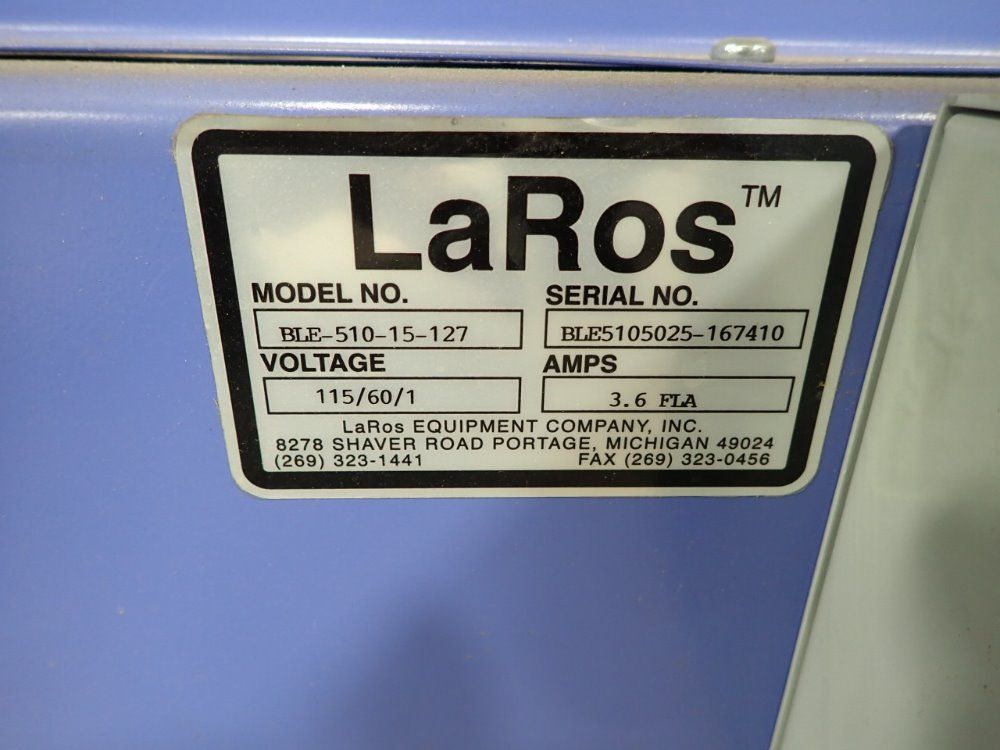 LaRos™
MODEL NO. SERIAL NO.
BLE-510-15-127 BLE5105025-167410
VOLTAGE AMPS
115/60/1 3.6 FLA
LaRos EQUIPMENT COMPANY, INC.
8278 SHAVER ROAD PORTAGE, MICHIGAN 49024
(269) 323-1441 FAX (269) 323-0456